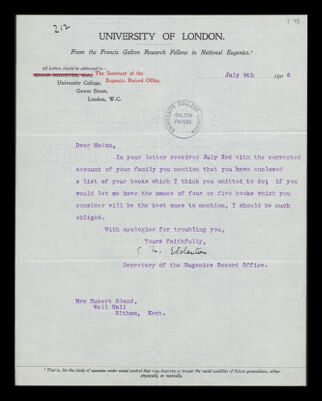 f. 73
212
UNIVERSITY OF LONDON.
From the Francis Galton Research Fellow in National Eugenics.*
All Letters should be addressed to—
The Secretary of the
Eugenics Record Office.
University College,
Gower Street,
London, W.C.
July 9th 1906
UNIVERSITY COLLEGE LONDON
GALTON
PAPERS
Dear Madam,
In your letter received July 3rd with the corrected
account of your family you mention that you have enclosed
a list of your books which I think you omitted to do; if you
would let me have the names of four or five books which you
consider will be the best ones to mention, I should be much
obliged.
With apologies for troubling you,
Yours faithfully,
E. M. Elderton
Secretary of the Eugenics Record Office.
Mrs Hubert Bland,
Well Hall
Eltham, Kent.
* That is, for the study of agencies under social control that may improve or impair the racial qualities of future generations, either
physically or mentally.